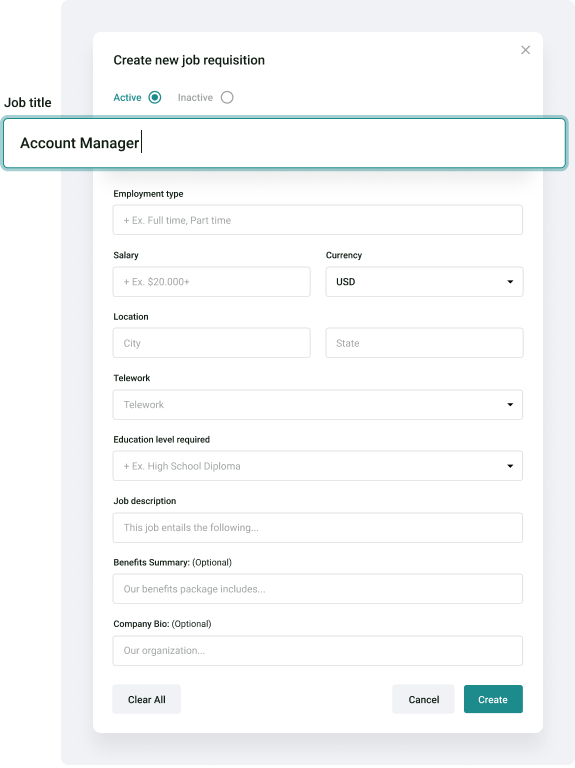 Create new job requisition
Active Inactive
Job title
Account Manager
Employment type
+ Ex. Full time, Part time
Salary Currency
+ Ex. $20.000+ USD
Location
City State
Telework
Telework
Education level required
+ Ex. High School Diploma
Job description
This job entails the following...
Benefits Summary: (Optional)
Our benefits package includes...
Company Bio: (Optional)
Our organization...
Clear All Cancel Create